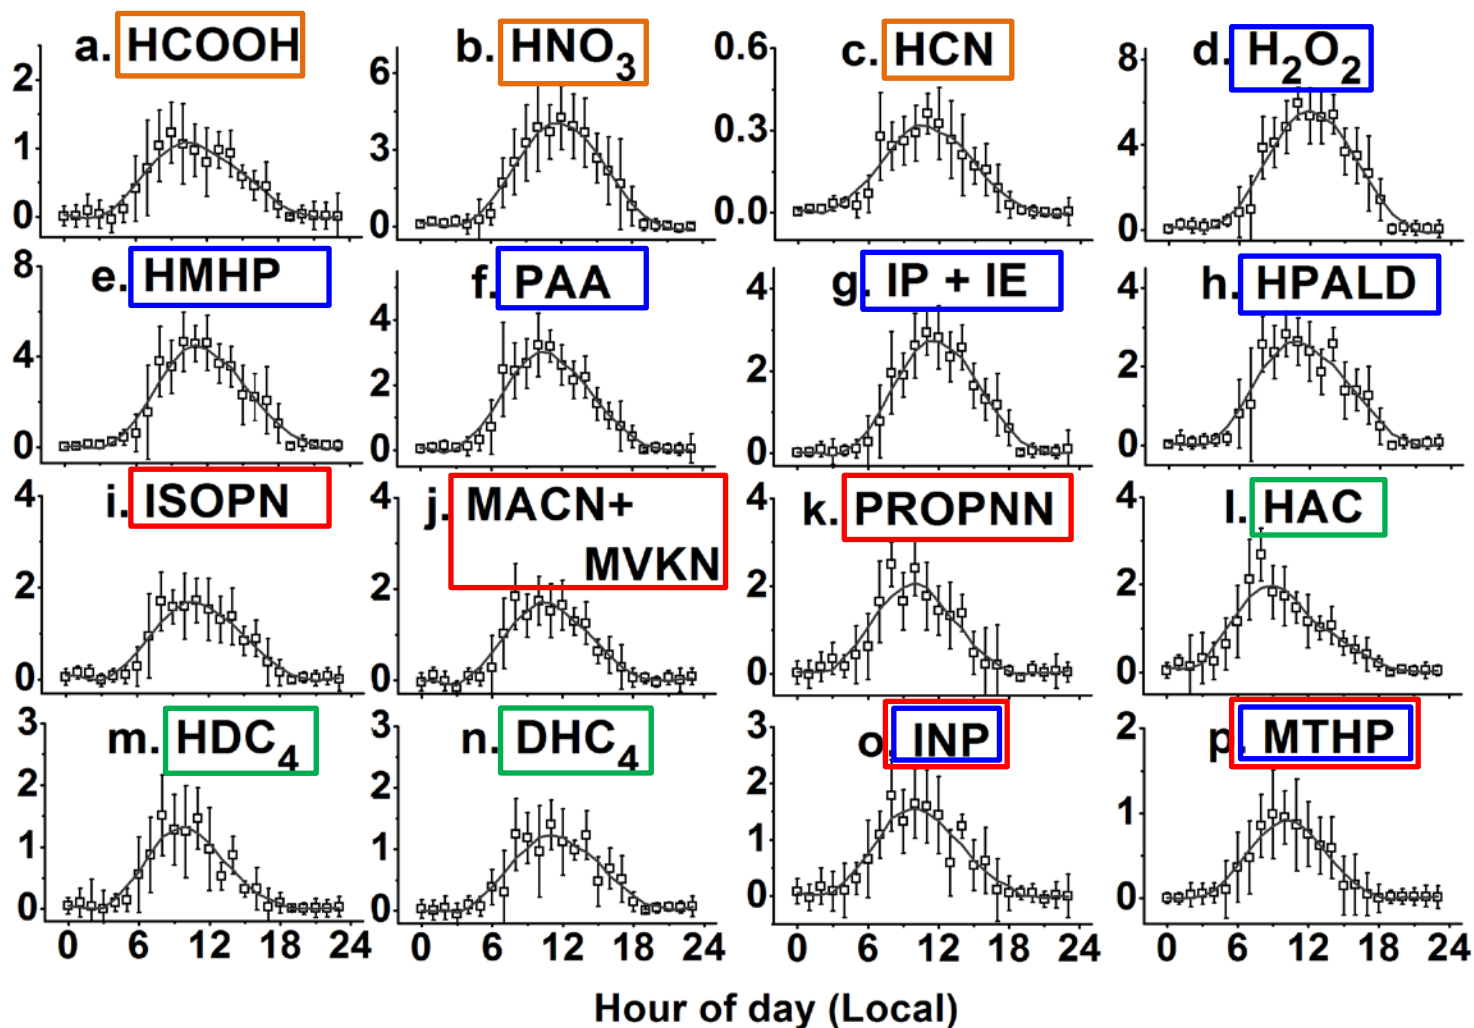 a. HCOOH b. HNO3 c. HCN d. H2O2
2 6 0.6 8
1 3 0.3 4
0 0 0.0 0
e. HMHP f. PAA g. IP + IE h. HPALD
8 4 4 4
4 2 2 2
0 0 0 0
i. ISOPN j. MACN+ k. PROPNN l. HAC
MVKN
4 4 4 4
2 2 2 2
0 0 0 0
m. HDC4 n. DHC4 o. INP p. MTHP
3 3 3 2
2 2 2
1 1 1 1
0 0 0 0
0 6 12 18 24 0 6 12 18 24 0 6 12 18 24 0 6 12 18 24
Hour of day (Local)